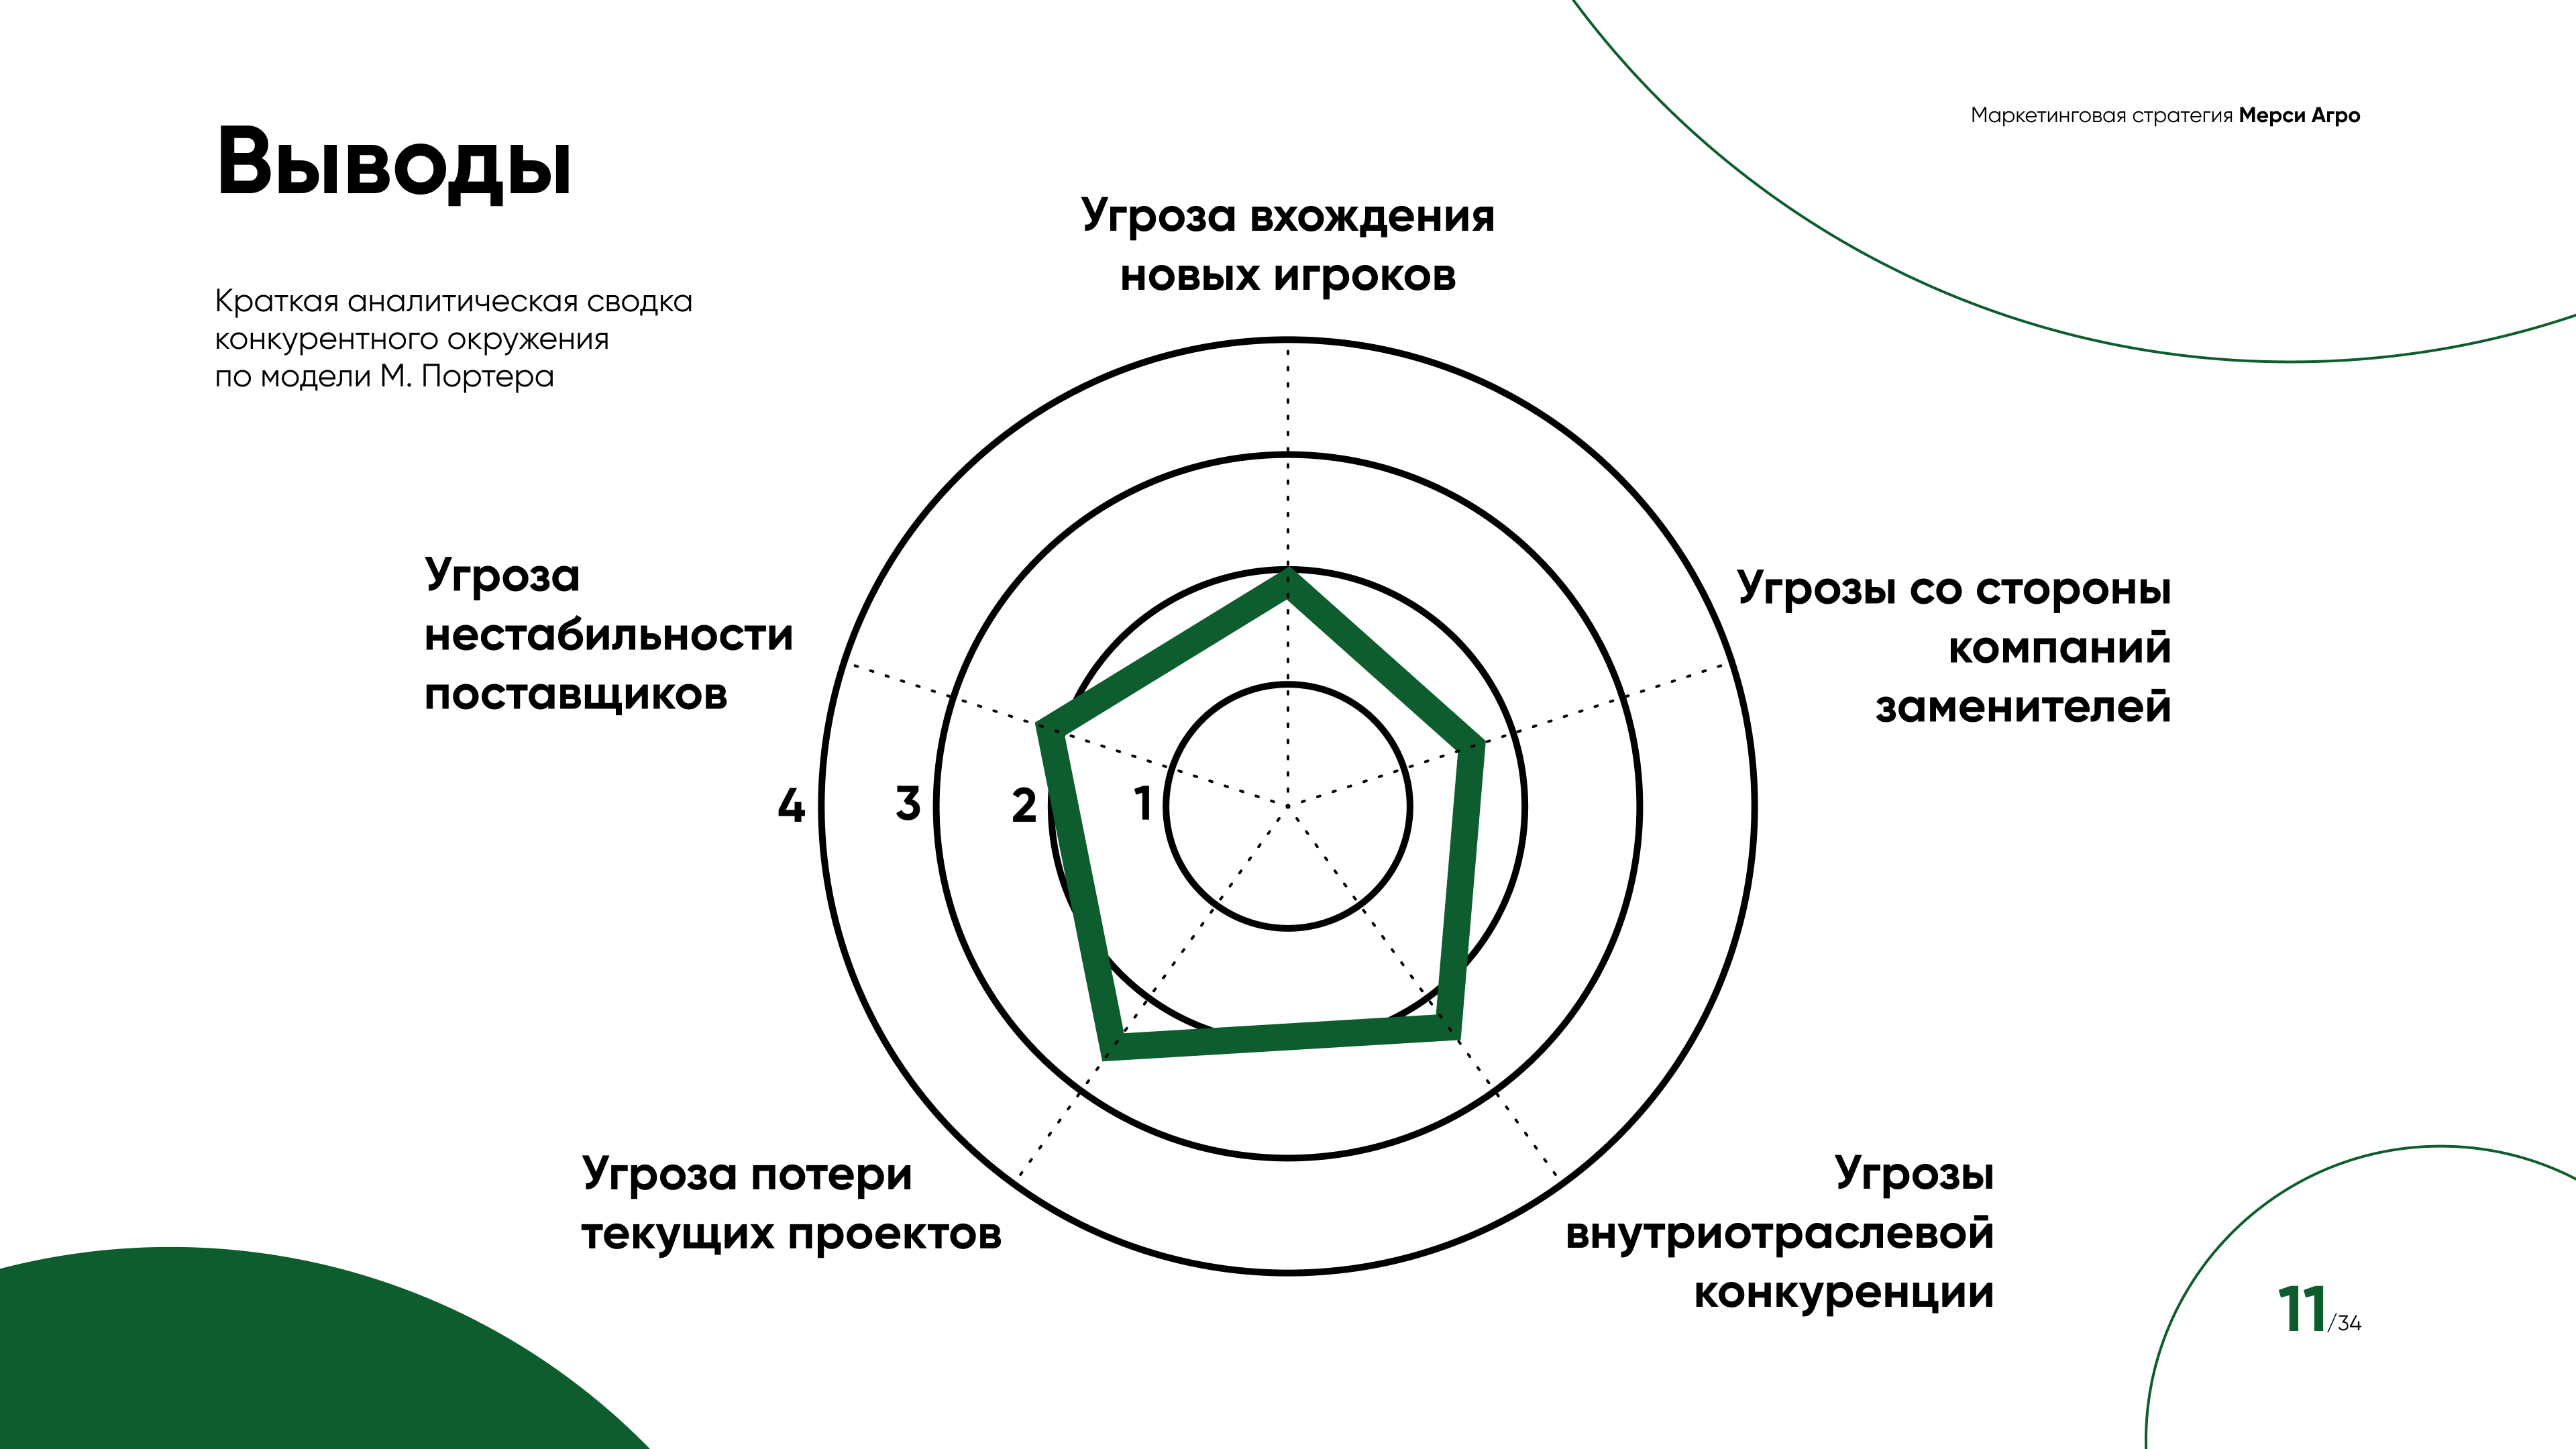 Маркетинговая стратегия Мерси Агро
Выводы
Краткая аналитическая сводка
конкурентного окружения
по модели М. Портера
Угроза вхождения
новых игроков
Угроза
нестабильности
поставщиков
Угрозы со стороны
компаний
заменителей
4 3 2 1
Угроза потери
текущих проектов
Угрозы
внутриотраслевой
конкуренции
11/34